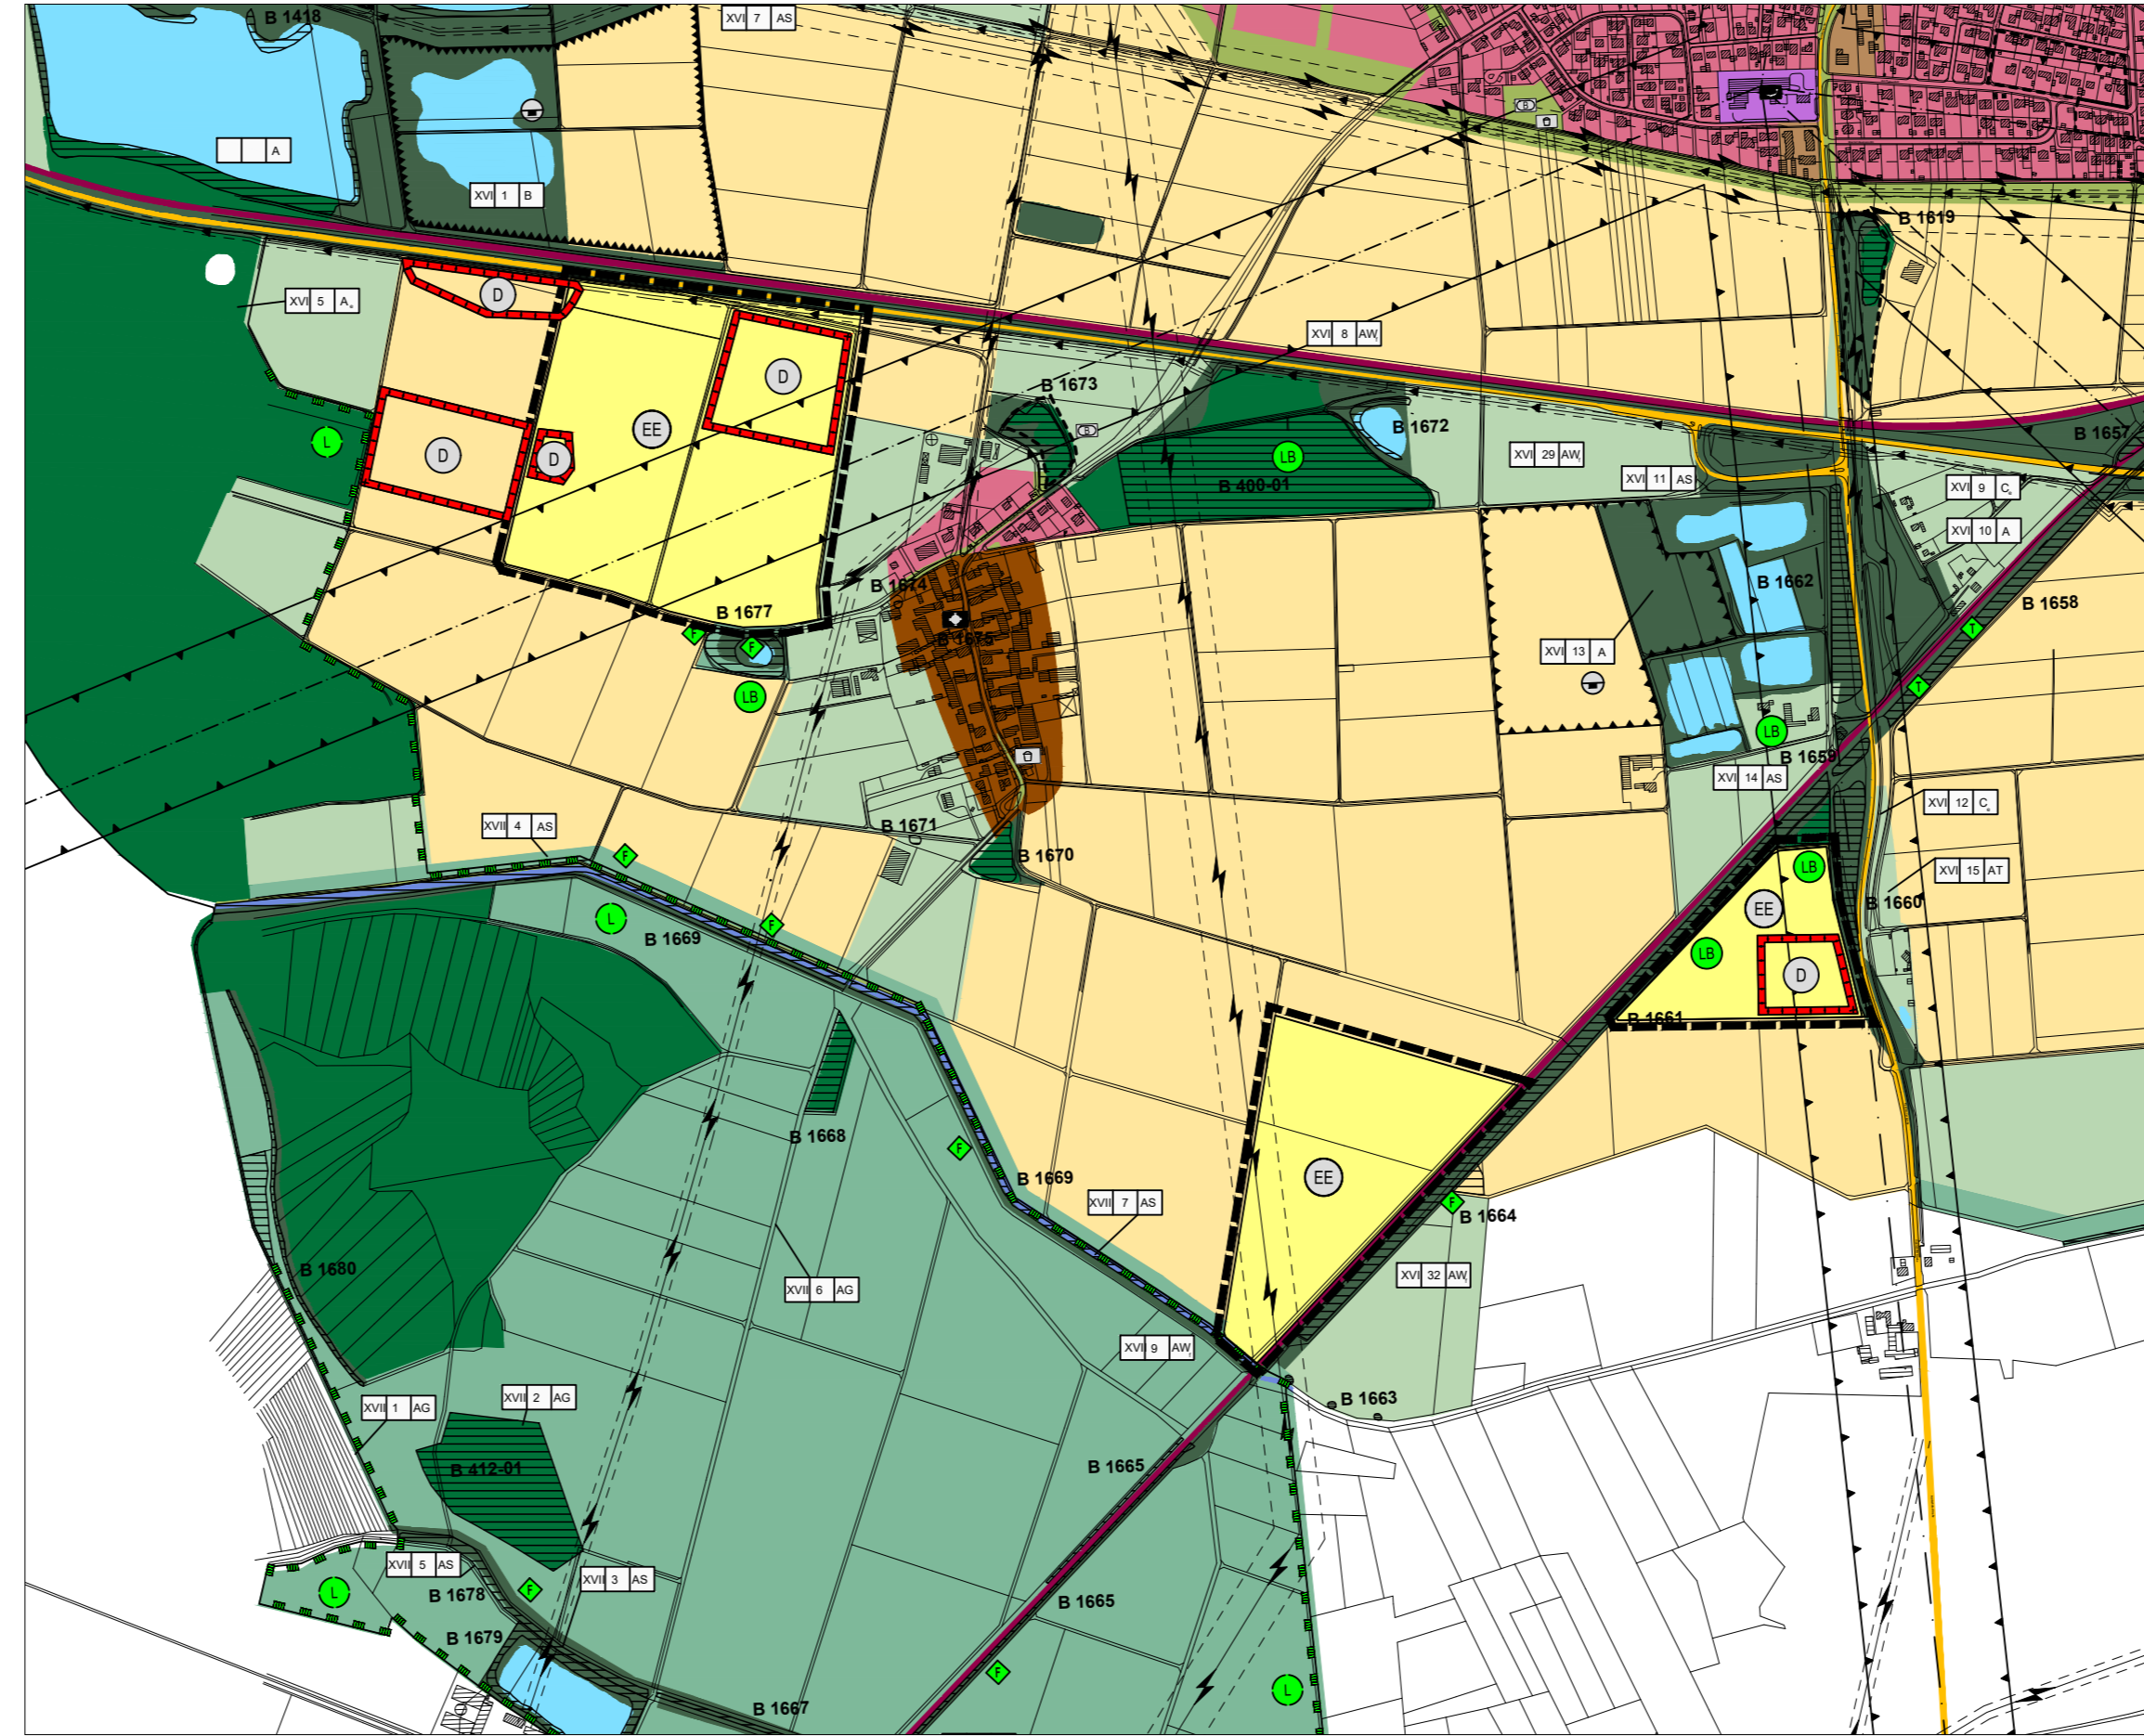 B 1418
XVI 7 AS
A
XVI 1 B
B 1619
XVI 5 A
D
XVI 8 AW
D
B 1673
EE
L
B 1672
B 1657
D
D
LB
XVI 29 AW
XVI 11 AS
B 400-01
XVI 9 C
XVI 10 A
B 1674
B 1662
B 1658
B 1677
F
T
F
B 1675
XVI 13 A
T
LB
LB
B 1659
XVI 14 AS
XVI 12 C
XVII 4 AS
B 1671
F
B 1670
LB
XVI 15 AT
B 1660
EE
L
F
B 1669
LB
D
B 1661
B 1668
F
B 1669
EE
XVII 7 AS
F
B 1664
B 1680
XVI 32 AW
XVII 6 AG
XVI 9 AW
XVII 2 AG
B 1663
XVII 1 AG
B 412-01
B 1665
XVII 5 AS
XVII 3 AS
L
F
B 1678
B 1665
B 1679
F
L
B 1667